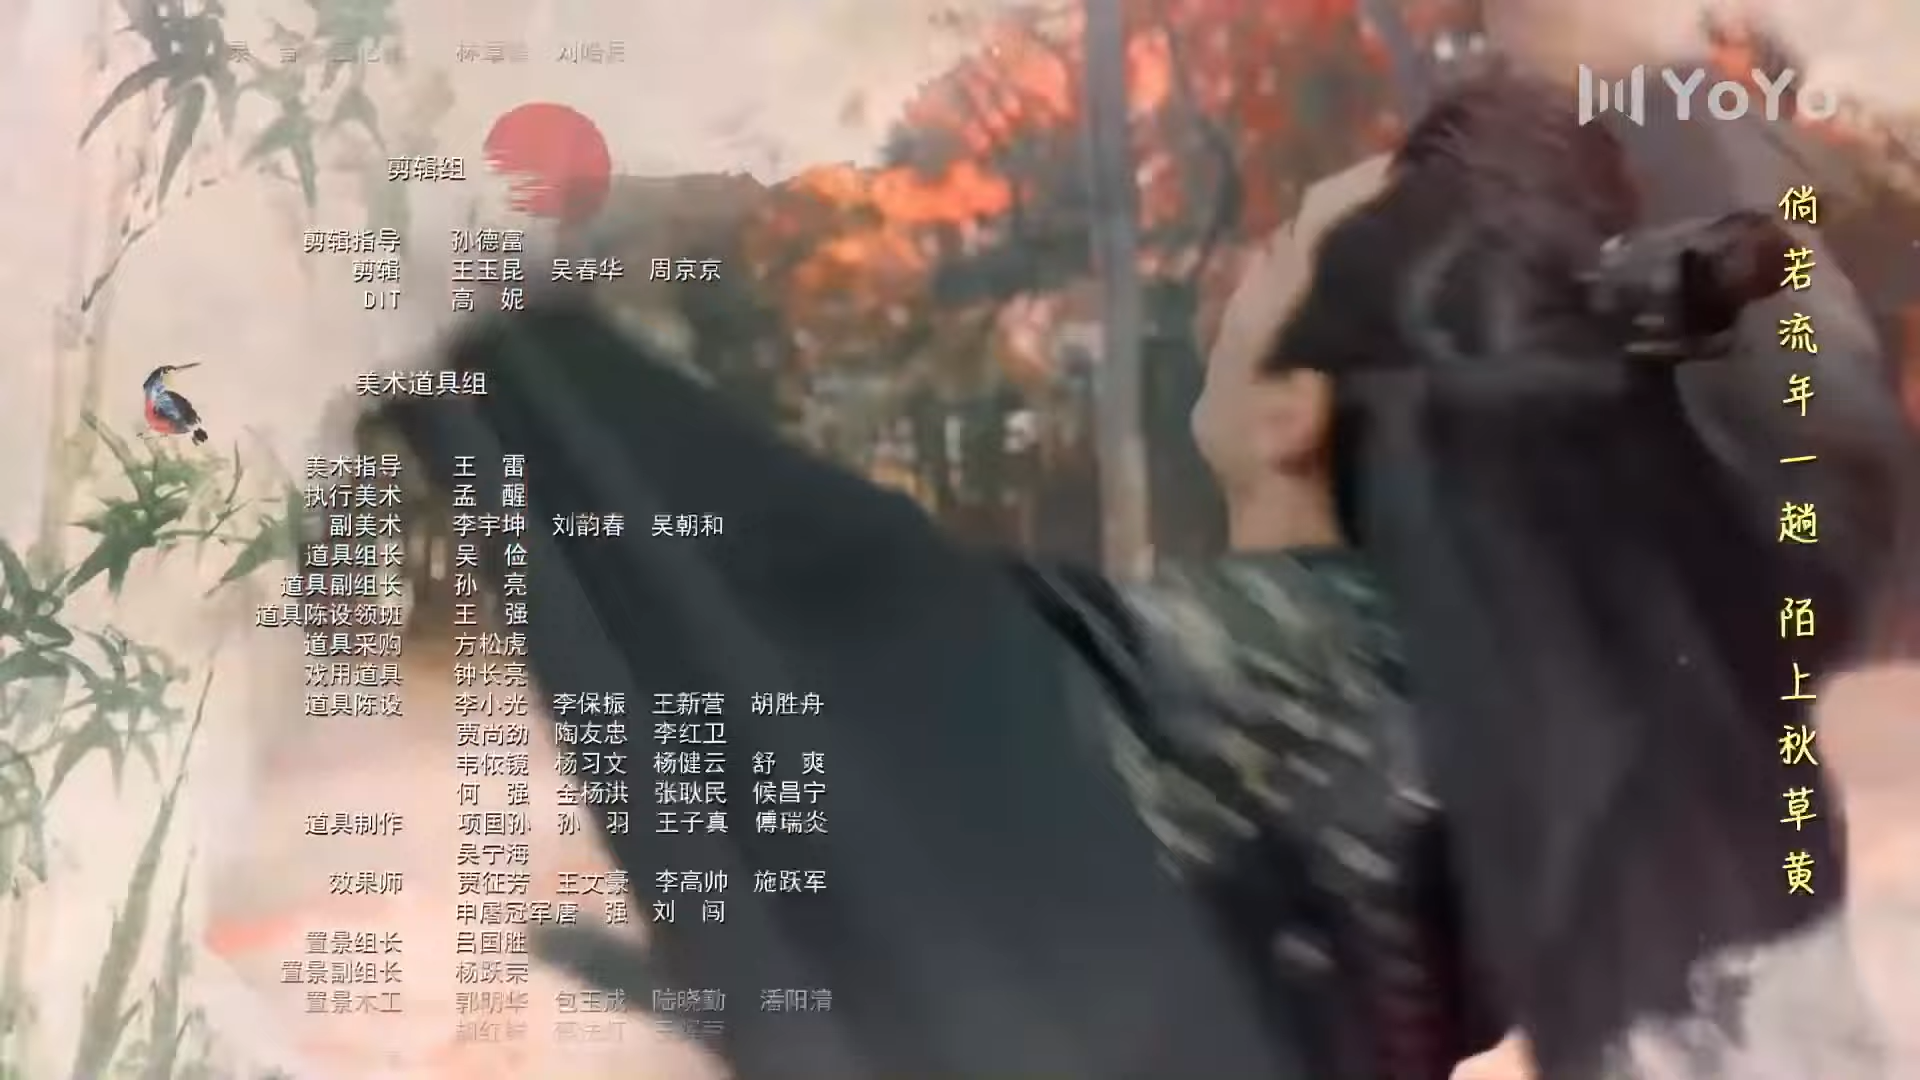 剪辑组
剪辑指导 孙德富
剪辑 王玉昆 吴春华 周京京
DIT 高 妮
美术道具组
美术指导 王 雷
执行美术 孟 醒
副美术 李宇坤 刘韵春 吴朝和
道具组长 吴 俭
道具副组长 孙 亮
道具陈设领班 王 强
道具采购 方松虎
戏用道具 钟长亮
道具陈设 李小光 李保振 王新营 胡胜舟
贾尚劲 陶友忠 李红卫
韦依镜 杨习文 杨健云 舒 爽
何 强 金杨洪 张耿民 候昌宁
道具制作 项国孙 孙 羽 王子真 傅瑞炎
吴宁海
效果师 贾征芳 王文豪 李高帅 施跃军
申屠冠军 唐 强 刘 闯
置景组长 吕国胜
置景副组长 杨跃宗
置景木工 郭明华 包玉成 陆晓勤 潘阳清
YoYo
倘若流年一趟 陌上秋草黄